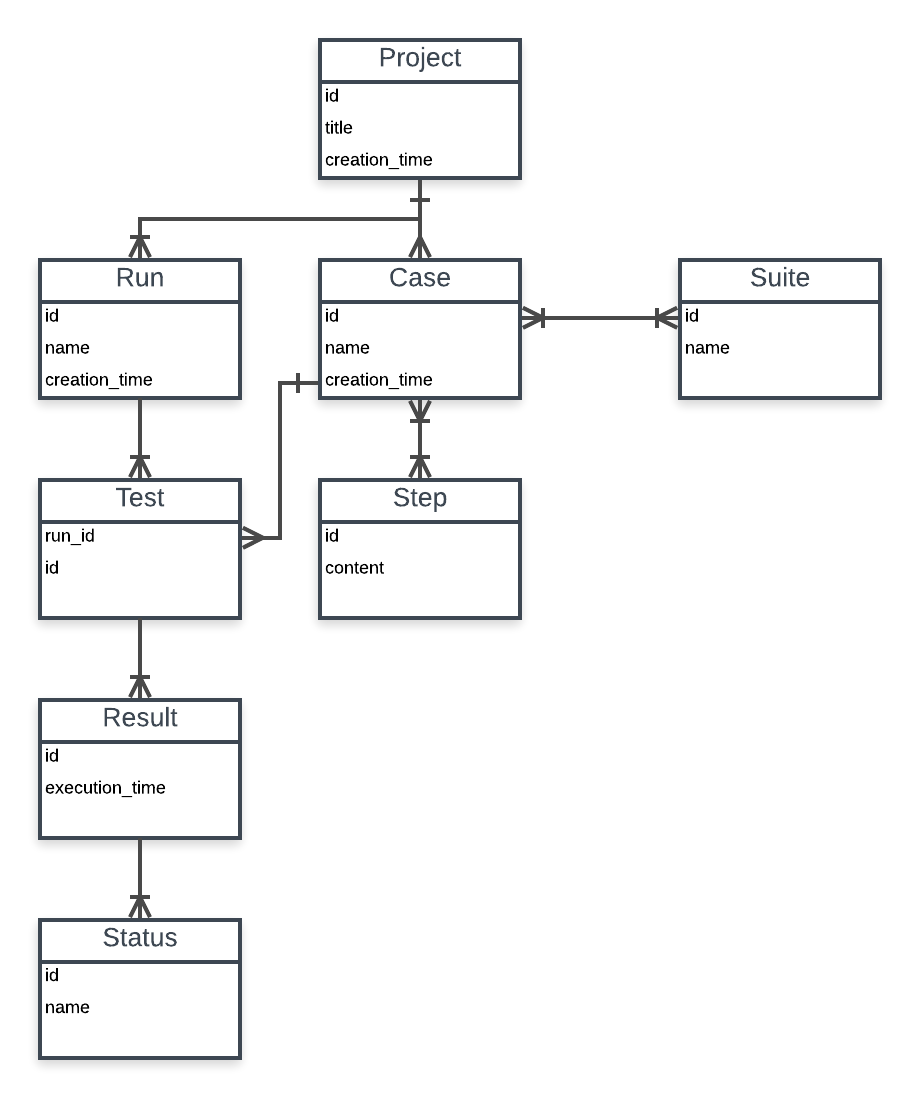 Project
id
title
creation_time
Run
id
name
creation_time
Case
id
name
creation_time
Suite
id
name
Test
run_id
id
Step
id
content
Result
id
execution_time
Status
id
name